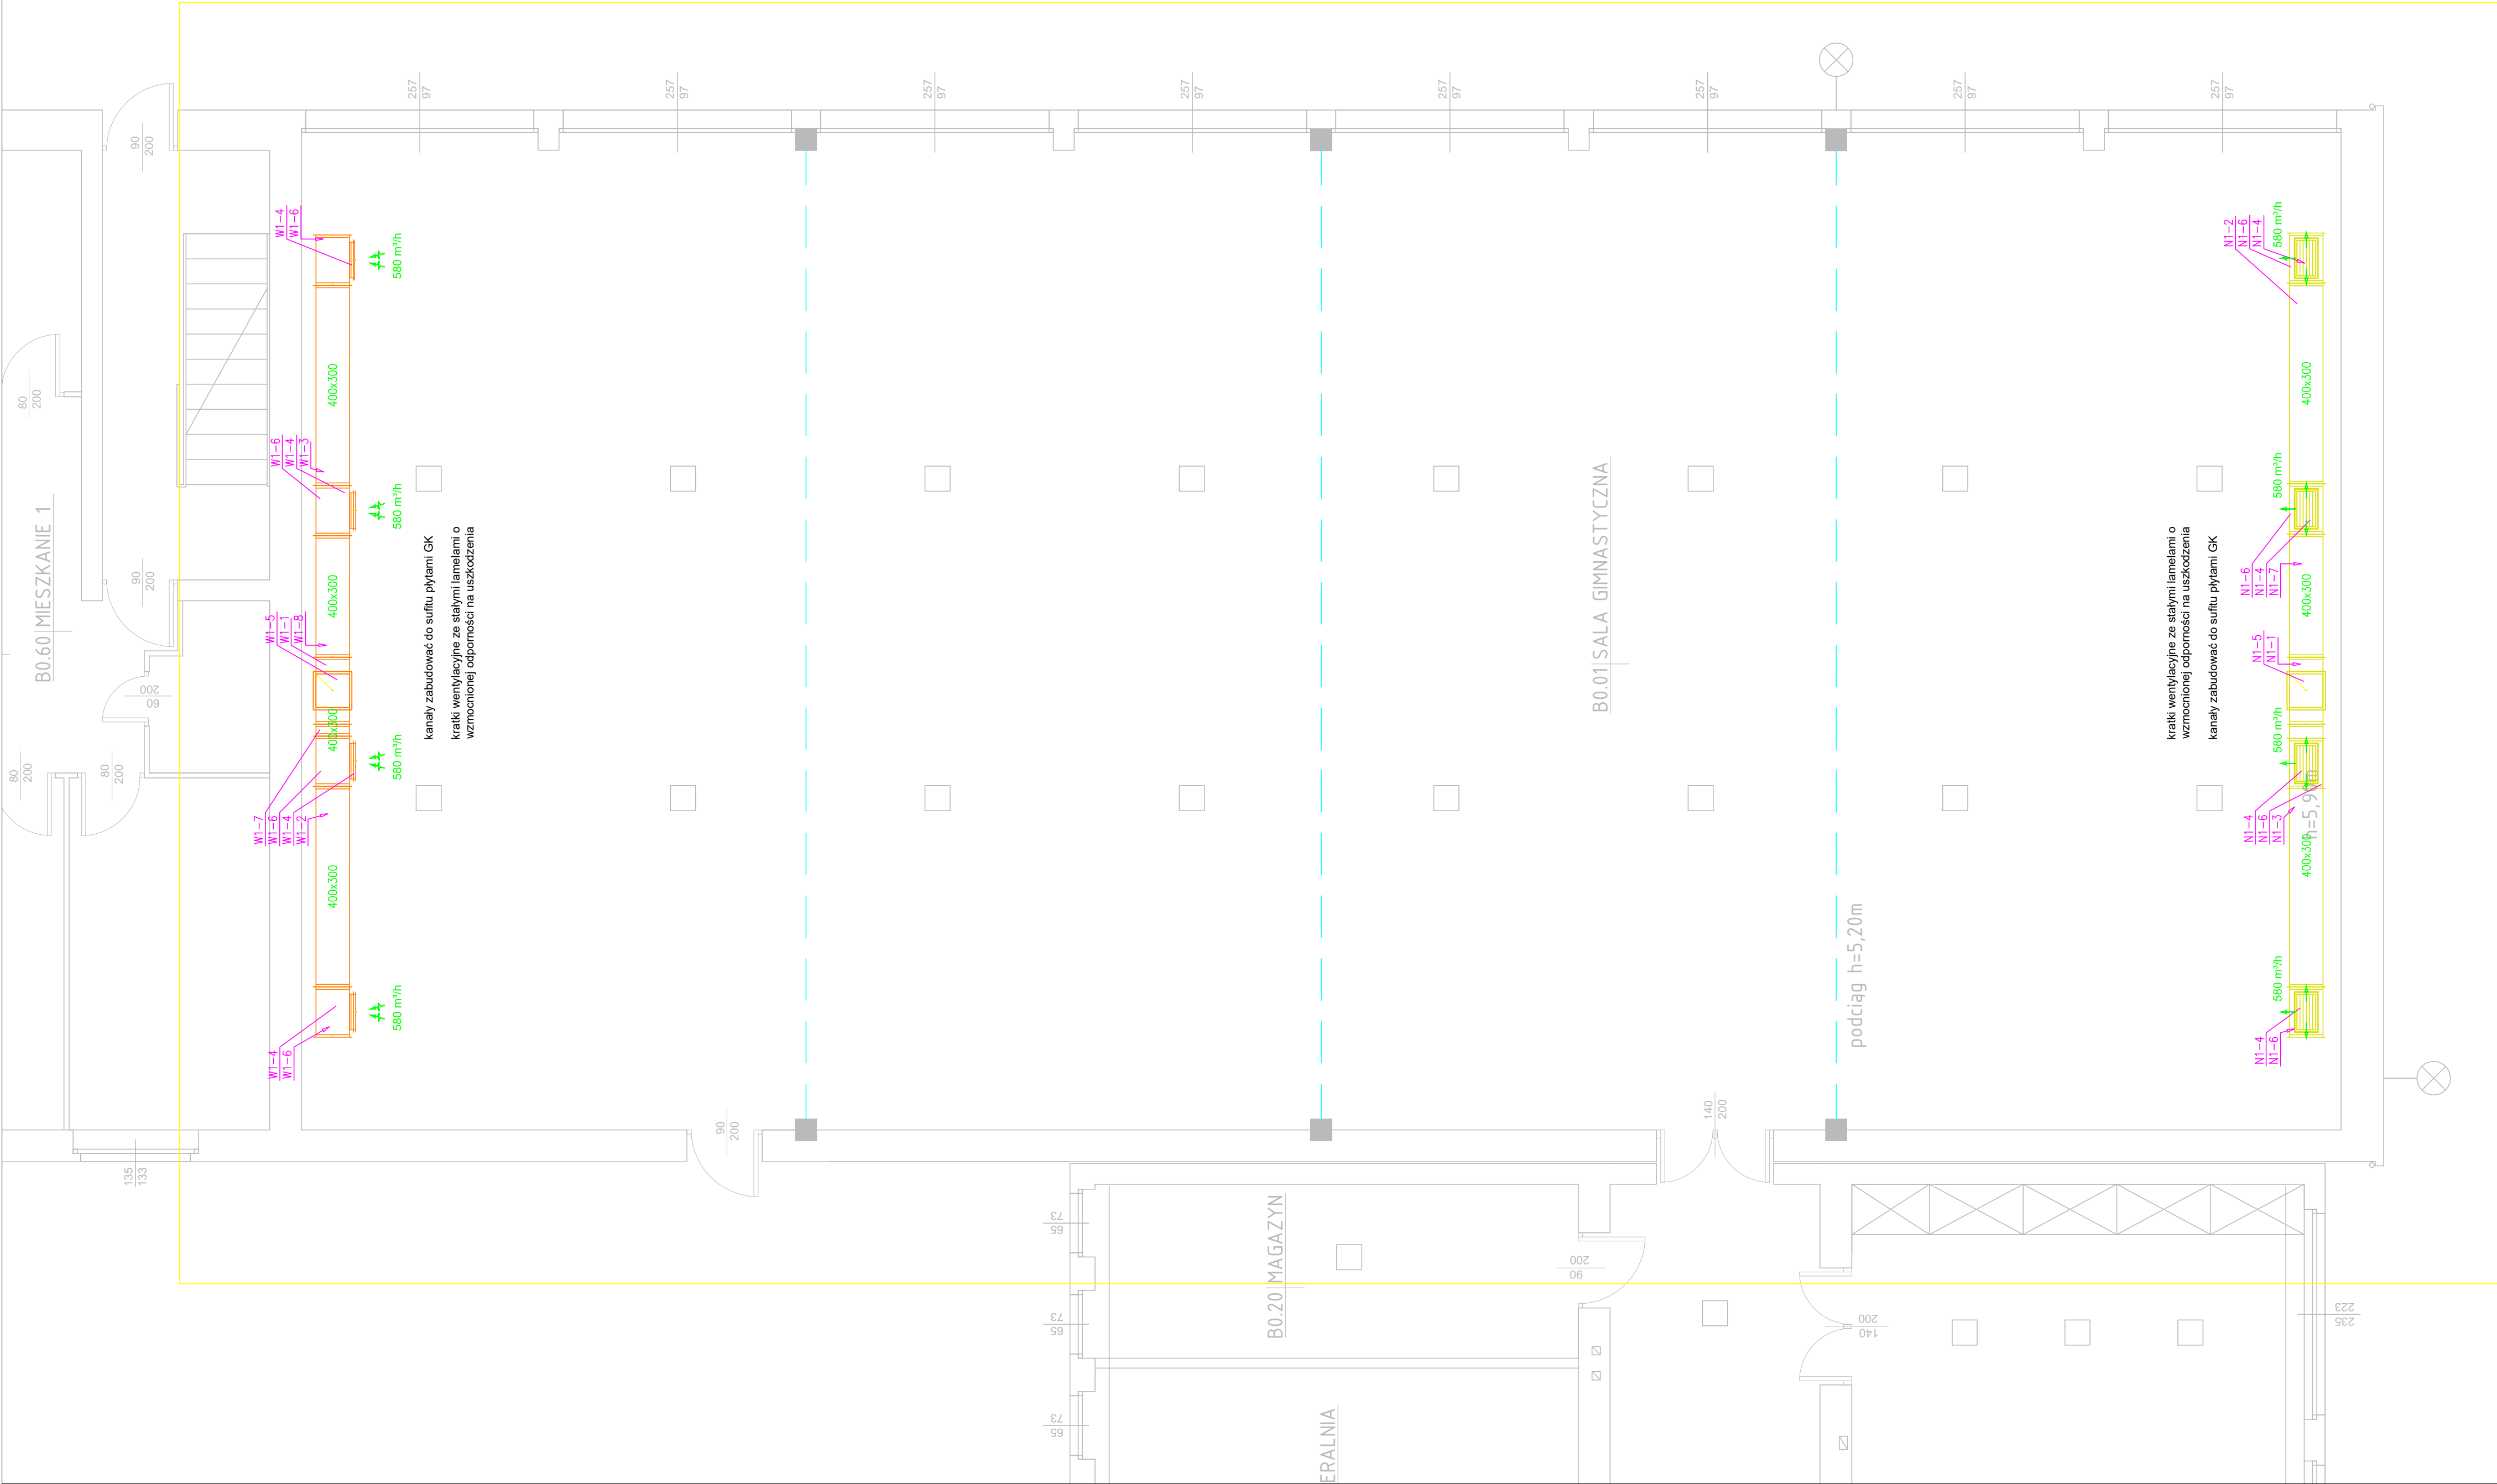 257
97
257
97
257
97
257
97
257
97
257
97
257
97
257
97
90
200
80
200
B0.60 MIESZKANIE 1
90
200
60
200
80
200
80
200
135
133
W1-4
W1-6
580 m³/h
400x300
W1-6
W1-4
W1-3
580 m³/h
400x300
W1-5
W1-1
W1-8
400x300
580 m³/h
W1-7
W1-6
W1-4
W1-2
400x300
580 m³/h
W1-4
W1-6
kanały zabudować do sufitu płytami GK
kratki wentylacyjne ze stałymi lamelami o
wzmocnionej odporności na uszkodzenia
B0.01 SALA GIMNASTYCZNA
podciąg h=5,20m
kratki wentylacyjne ze stałymi lamelami o
wzmocnionej odporności na uszkodzenia
kanały zabudować do sufitu płytami GK
N1-2
N1-6
N1-4
580 m³/h
400x300
580 m³/h
N1-6
N1-4
N1-7
400x300
N1-5
N1-1
580 m³/h
N1-4
N1-6
N1-3
h=5,9
400x300
580 m³/h
N1-4
N1-6
90
200
140
200
65
73
65
73
65
73
B0.20 MAGAZYN
90
200
140
200
235
223
ERALNIA